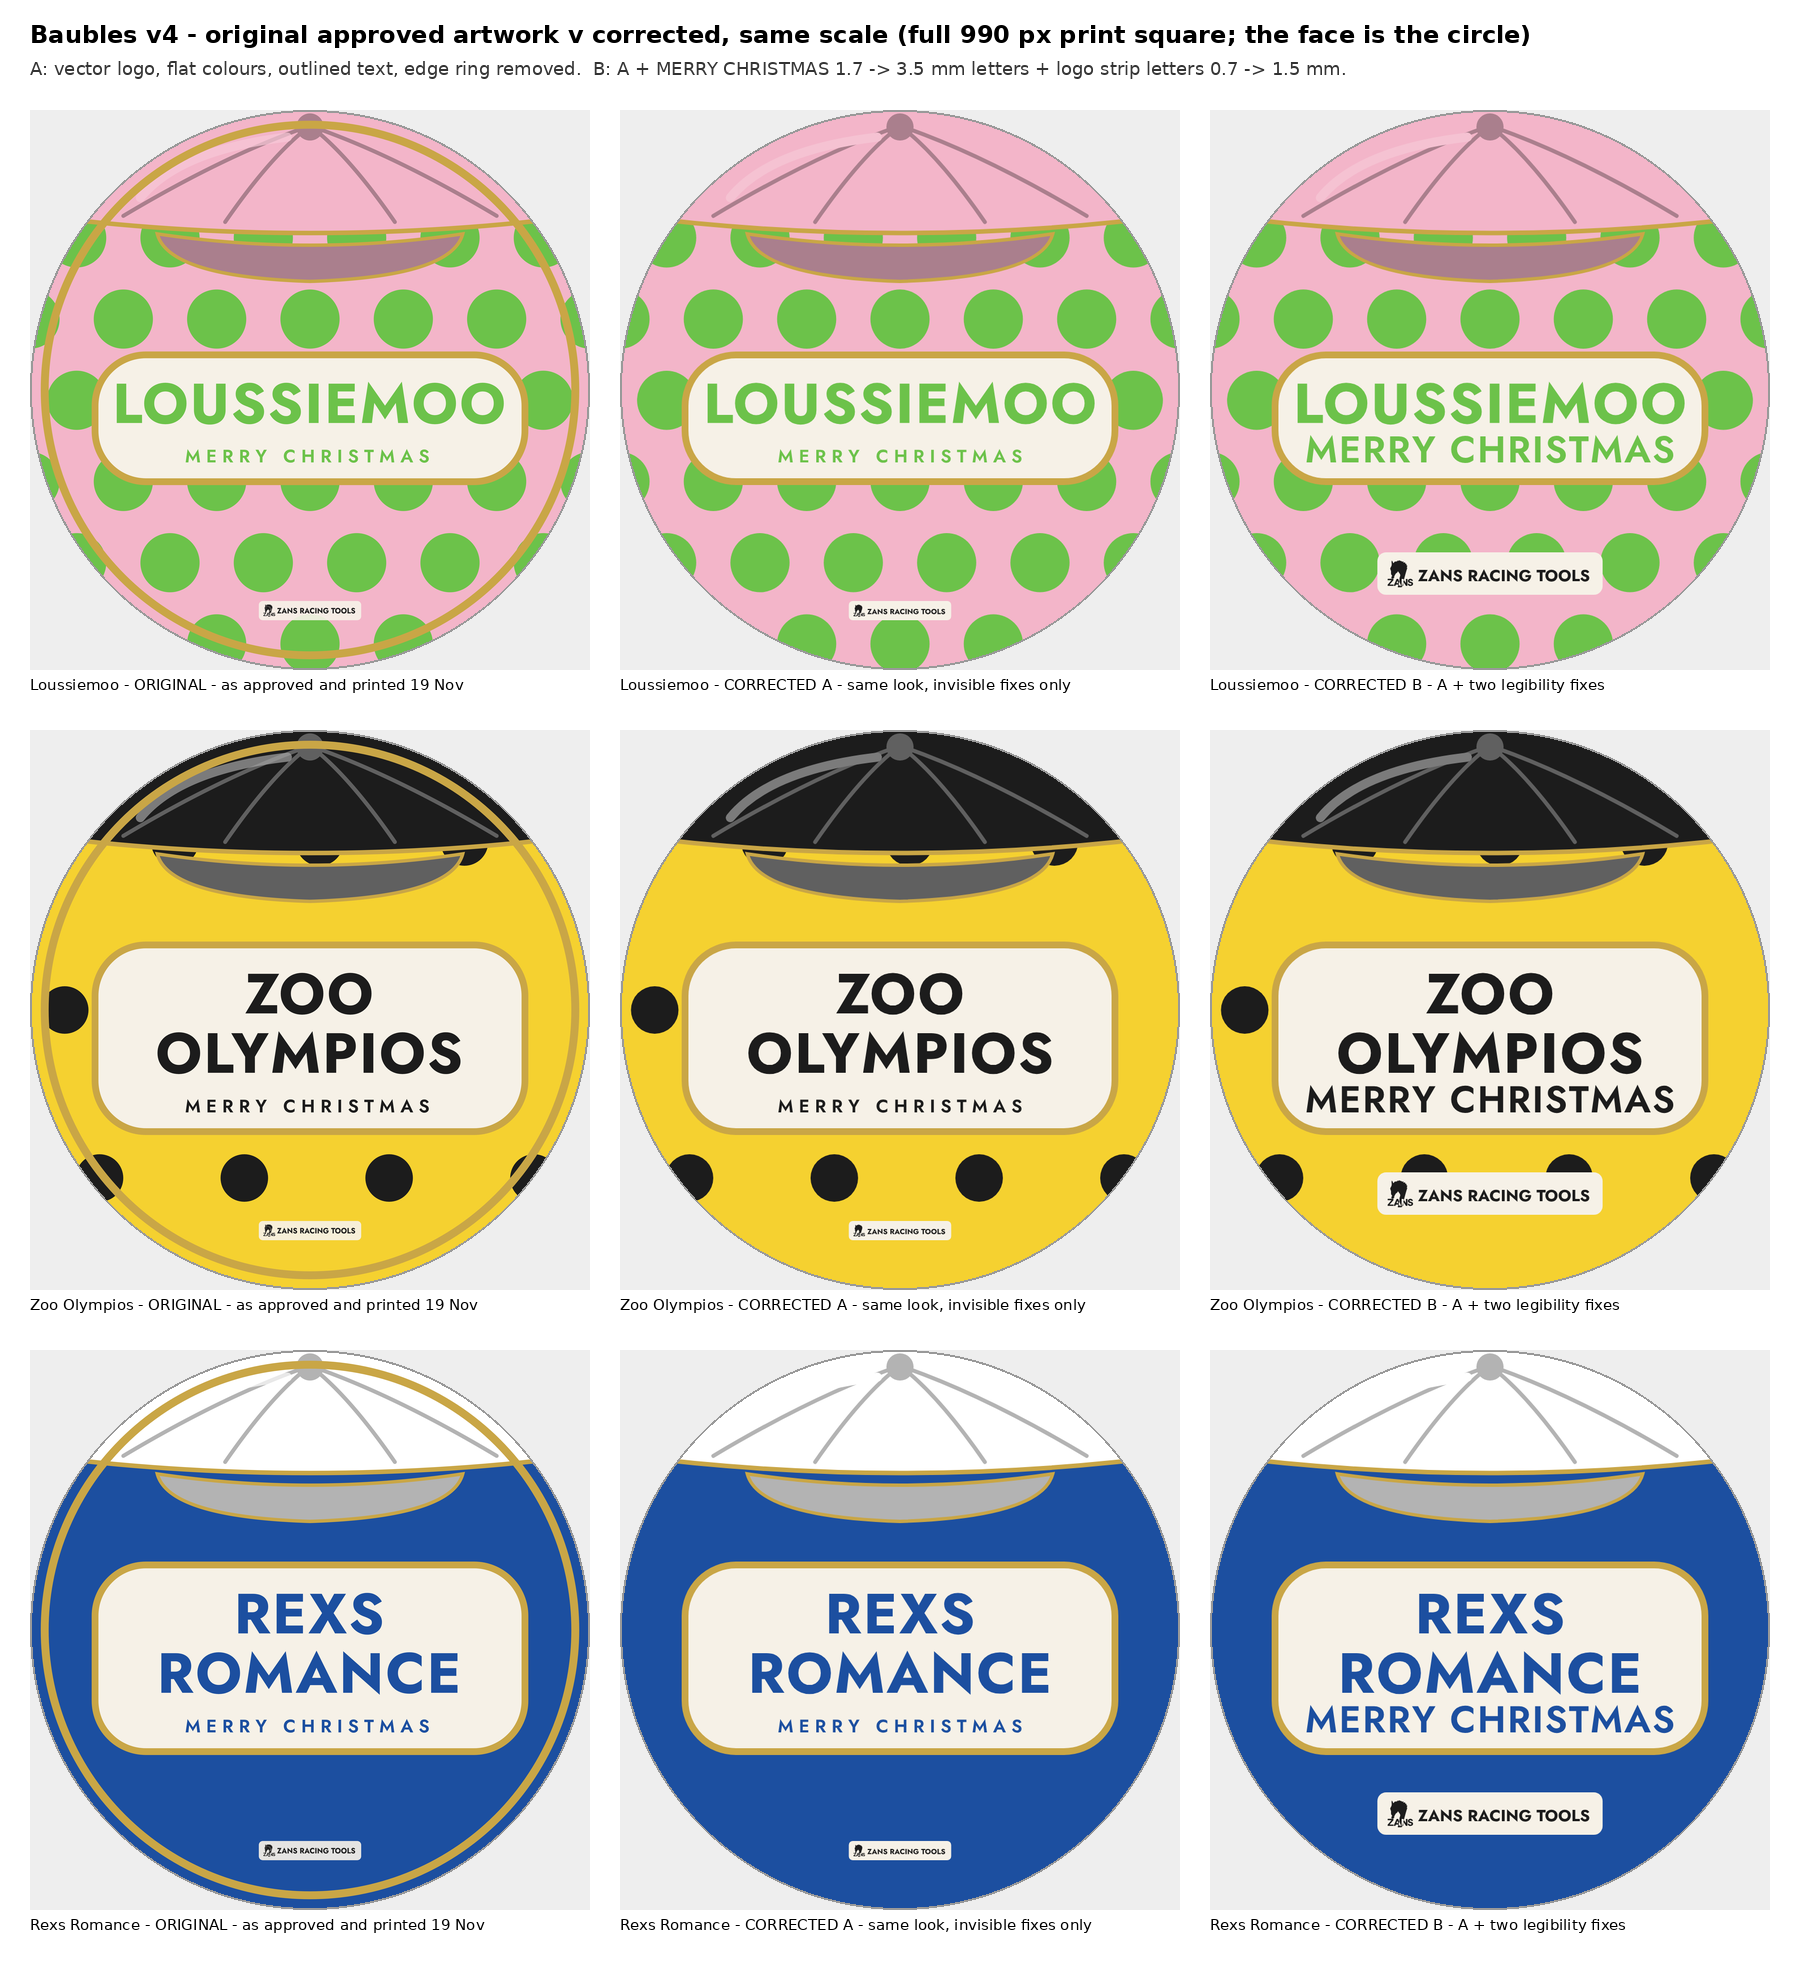 Baubles v4 - original approved artwork v corrected, same scale (full 990 px print square; the face is the circle)
A: vector logo, flat colours, outlined text, edge ring removed.  B: A + MERRY CHRISTMAS 1.7 -> 3.5 mm letters + logo strip letters 0.7 -> 1.5 mm.
LOUSSIEMOO
MERRY CHRISTMAS
ZANS RACING TOOLS
LOUSSIEMOO
MERRY CHRISTMAS
ZANS RACING TOOLS
LOUSSIEMOO
MERRY CHRISTMAS
ZANS
ZANS RACING TOOLS
Loussiemoo - ORIGINAL - as approved and printed 19 Nov
Loussiemoo - CORRECTED A - same look, invisible fixes only
Loussiemoo - CORRECTED B - A + two legibility fixes
ZOO
OLYMPIOS
MERRY CHRISTMAS
ZANS RACING TOOLS
ZOO
OLYMPIOS
MERRY CHRISTMAS
ZANS RACING TOOLS
ZOO
OLYMPIOS
MERRY CHRISTMAS
ZANS
ZANS RACING TOOLS
Zoo Olympios - ORIGINAL - as approved and printed 19 Nov
Zoo Olympios - CORRECTED A - same look, invisible fixes only
Zoo Olympios - CORRECTED B - A + two legibility fixes
REXS
ROMANCE
MERRY CHRISTMAS
ZANS RACING TOOLS
REXS
ROMANCE
MERRY CHRISTMAS
ZANS RACING TOOLS
REXS
ROMANCE
MERRY CHRISTMAS
ZANS
ZANS RACING TOOLS
Rexs Romance - ORIGINAL - as approved and printed 19 Nov
Rexs Romance - CORRECTED A - same look, invisible fixes only
Rexs Romance - CORRECTED B - A + two legibility fixes